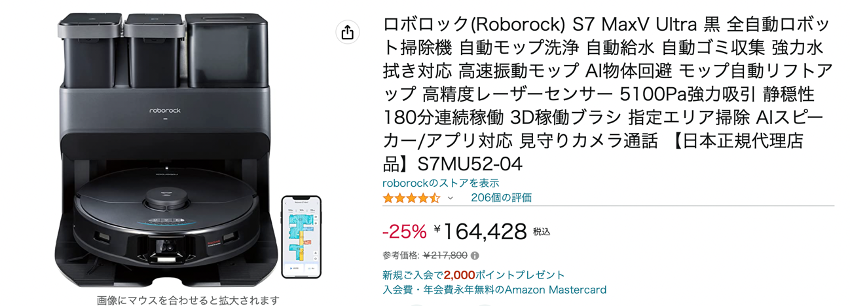 roborock
画像にマウスを合わせると拡大されます
ロボロック(Roborock) S7 MaxV Ultra 黒 全自動ロボッ
ト掃除機 自動モップ洗浄 自動給水 自動ゴミ収集 強力水
拭き対応 高速振動モップ AI物体回避 モップ自動リフトア
ップ 高精度レーザーセンサー 5100Pa強力吸引 静穏性
180分連続稼働 3D稼働ブラシ 指定エリア掃除 AIスピー
カー/アプリ対応 見守りカメラ通話 【日本正規代理店
品】S7MU52-04
roborockのストアを表示
206個の評価
-25% ¥164,428 税込
参考価格: ¥217,800
新規ご入会で2,000ポイントプレゼント
入会費・年会費永年無料のAmazon Mastercard